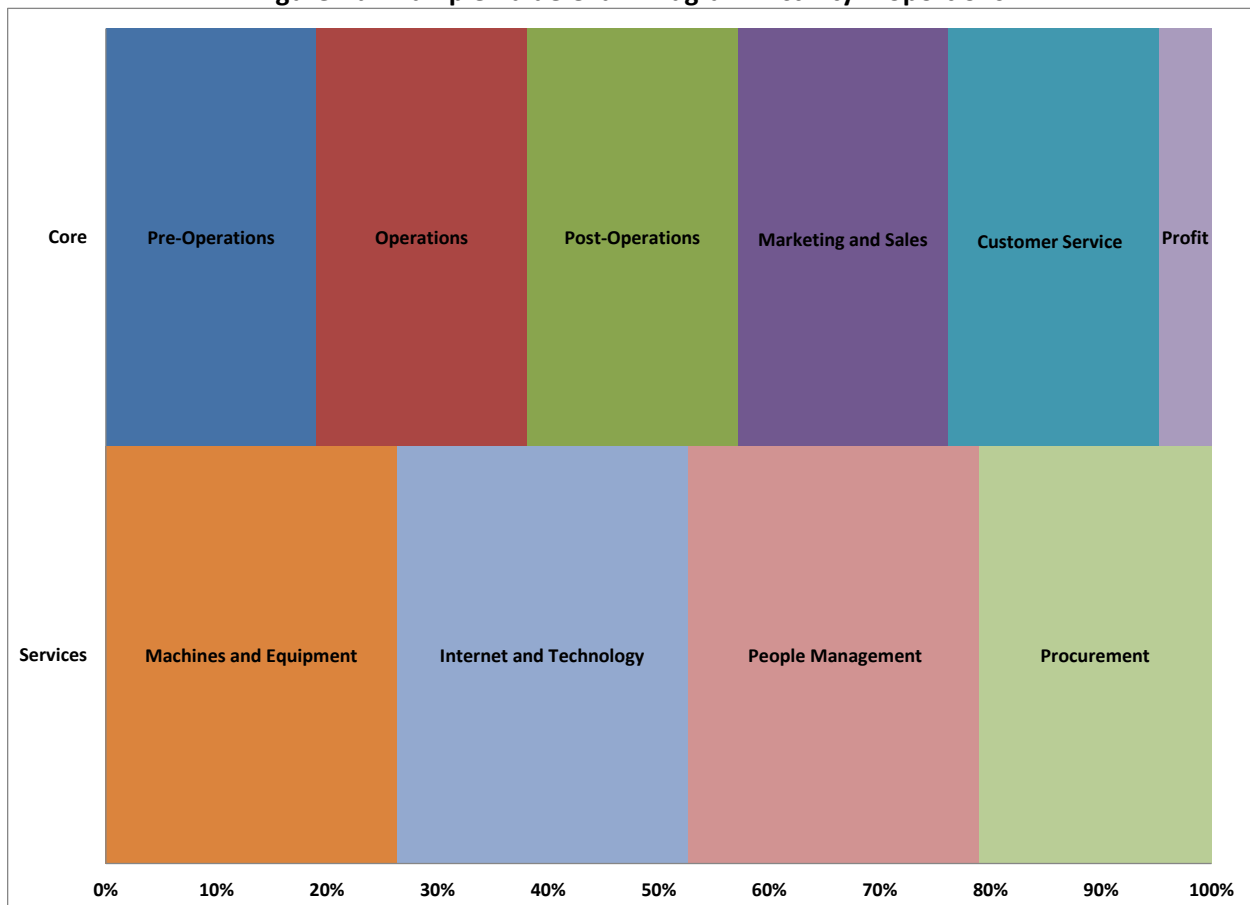 Core
Pre-Operations
Operations
Post-Operations
Marketing and Sales
Customer Service
Profit
Services
Machines and Equipment
Internet and Technology
People Management
Procurement
0% 10% 20% 30% 40% 50% 60% 70% 80% 90% 100%